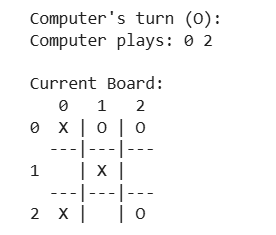 Computer's turn (O):
Computer plays: 0 2
Current Board:
0 1 2
0 X | O | O
---|---|---
1 | X |
---|---|---
2 X | | O